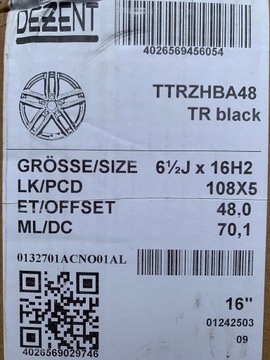 DEZENT
4026569456054
TTRZHBA48
TR black
GRÖSSE/SIZE 6½J x 16H2
LK/PCD 108X5
ET/OFFSET 48,0
ML/DC 70,1
0132701ACNO01AL
16"
01242503
4026569029746
09